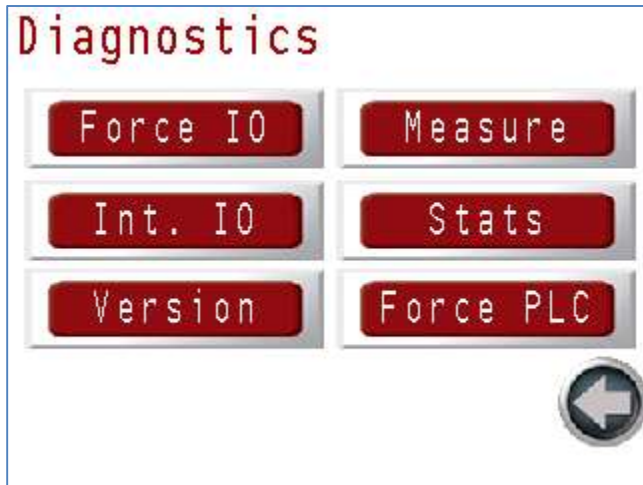 Diagnostics
Force IO Measure
Int. IO Stats
Version Force PLC